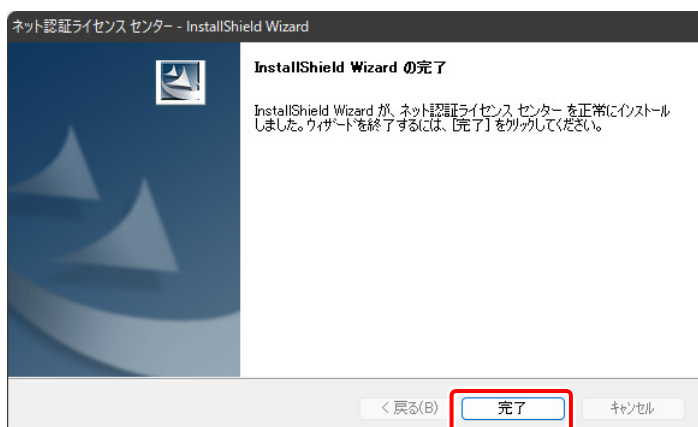 ネット認証ライセンス センター - InstallShield Wizard
InstallShield Wizard の完了
InstallShield Wizard が、ネット認証ライセンス センター を正常にインストール
しました。ウィザードを終了するには、[完了] をクリックしてください。
< 戻る(B)
完了
キャンセル